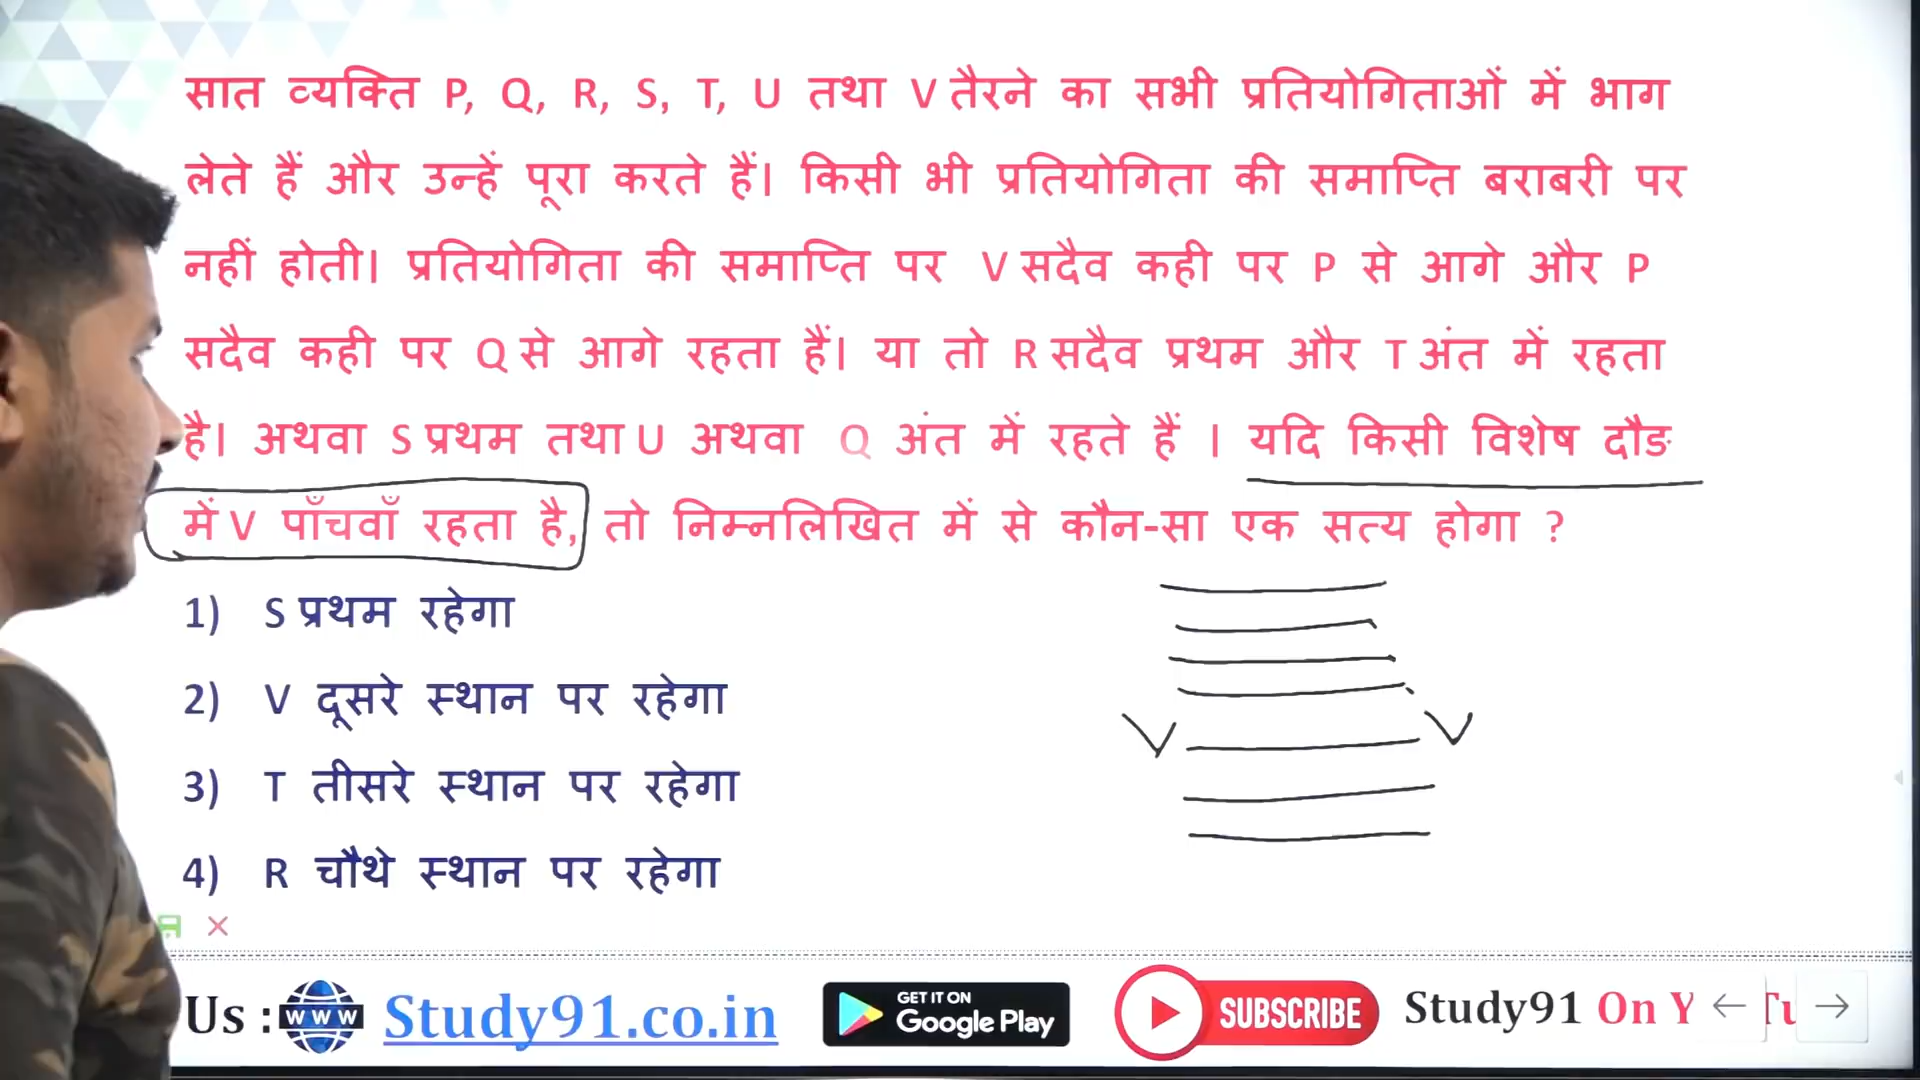 सात व्यक्ति P, Q, R, S, T, U तथा V तैरने का सभी प्रतियोगिताओं में भाग
लेते हैं और उन्हें पूरा करते हैं। किसी भी प्रतियोगिता की समाप्ति बराबरी पर
नहीं होती। प्रतियोगिता की समाप्ति पर V सदैव कही पर P से आगे और P
सदैव कही पर Q से आगे रहता हैं। या तो R सदैव प्रथम और T अंत में रहता
है। अथवा S प्रथम तथा U अथवा Q अंत में रहते हैं । यदि किसी विशेष दौङ
में V पाँचवाँ रहता है, तो निम्नलिखित में से कौन-सा एक सत्य होगा ?
1) S प्रथम रहेगा
2) V दूसरे स्थान पर रहेगा
3) T तीसरे स्थान पर रहेगा
4) R चौथे स्थान पर रहेगा
V V
Us : www Study91.co.in GET IT ON Google Play SUBSCRIBE Study91 On Y Tu